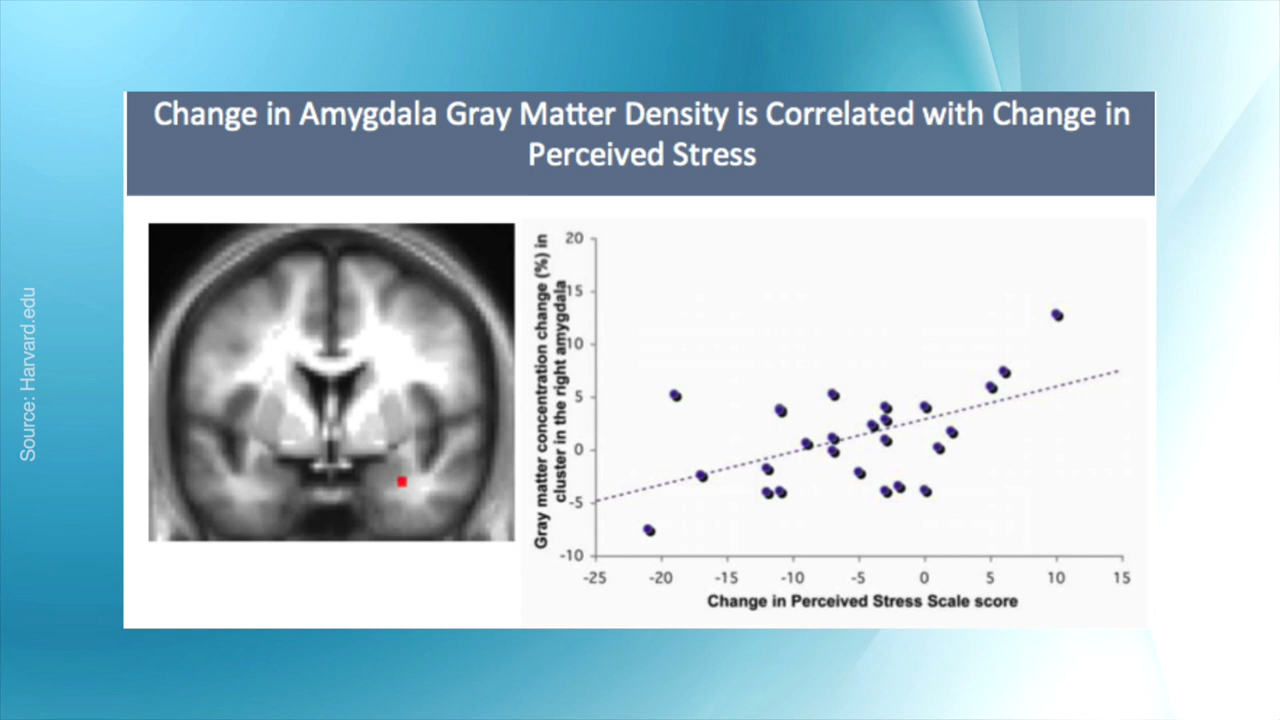 Change in Amygdala Gray Matter Density is Correlated with Change in
Perceived Stress
Source: Harvard.edu
Gray matter concentration change (%) in
cluster in the right amygdala
20
15
10
5
0
-5
-10
-25 -20 -15 -10 -5 0 5 10 15
Change in Perceived Stress Scale score